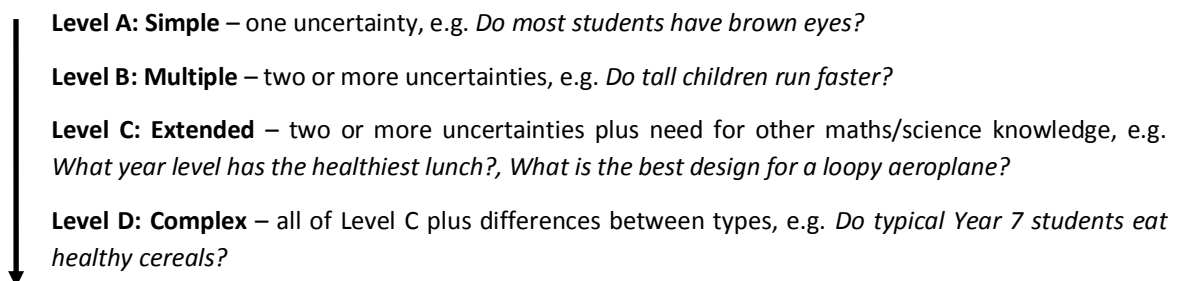 Level A: Simple – one uncertainty, e.g. Do most students have brown eyes?
Level B: Multiple – two or more uncertainties, e.g. Do tall children run faster?
Level C: Extended – two or more uncertainties plus need for other maths/science knowledge, e.g.
What year level has the healthiest lunch?, What is the best design for a loopy aeroplane?
Level D: Complex – all of Level C plus differences between types, e.g. Do typical Year 7 students eat
healthy cereals?